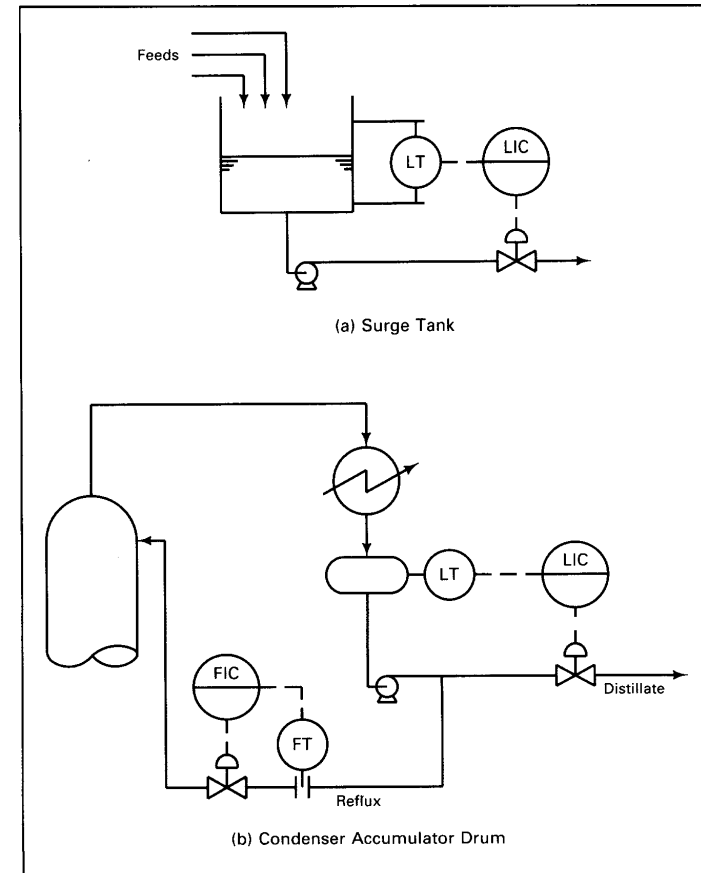 Feeds
LT
LIC
(a) Surge Tank
LT
LIC
FIC
Distillate
FT
Reflux
(b) Condenser Accumulator Drum